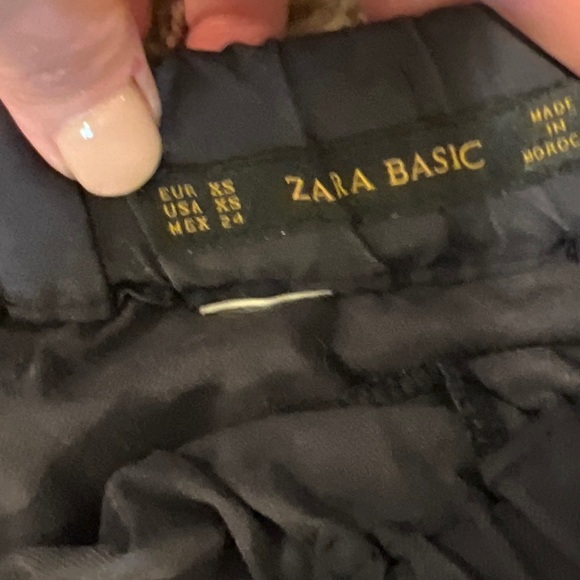 EUR XS
USA XS
MEX 24
ZARA BASIC
MADE
IN
MOROC